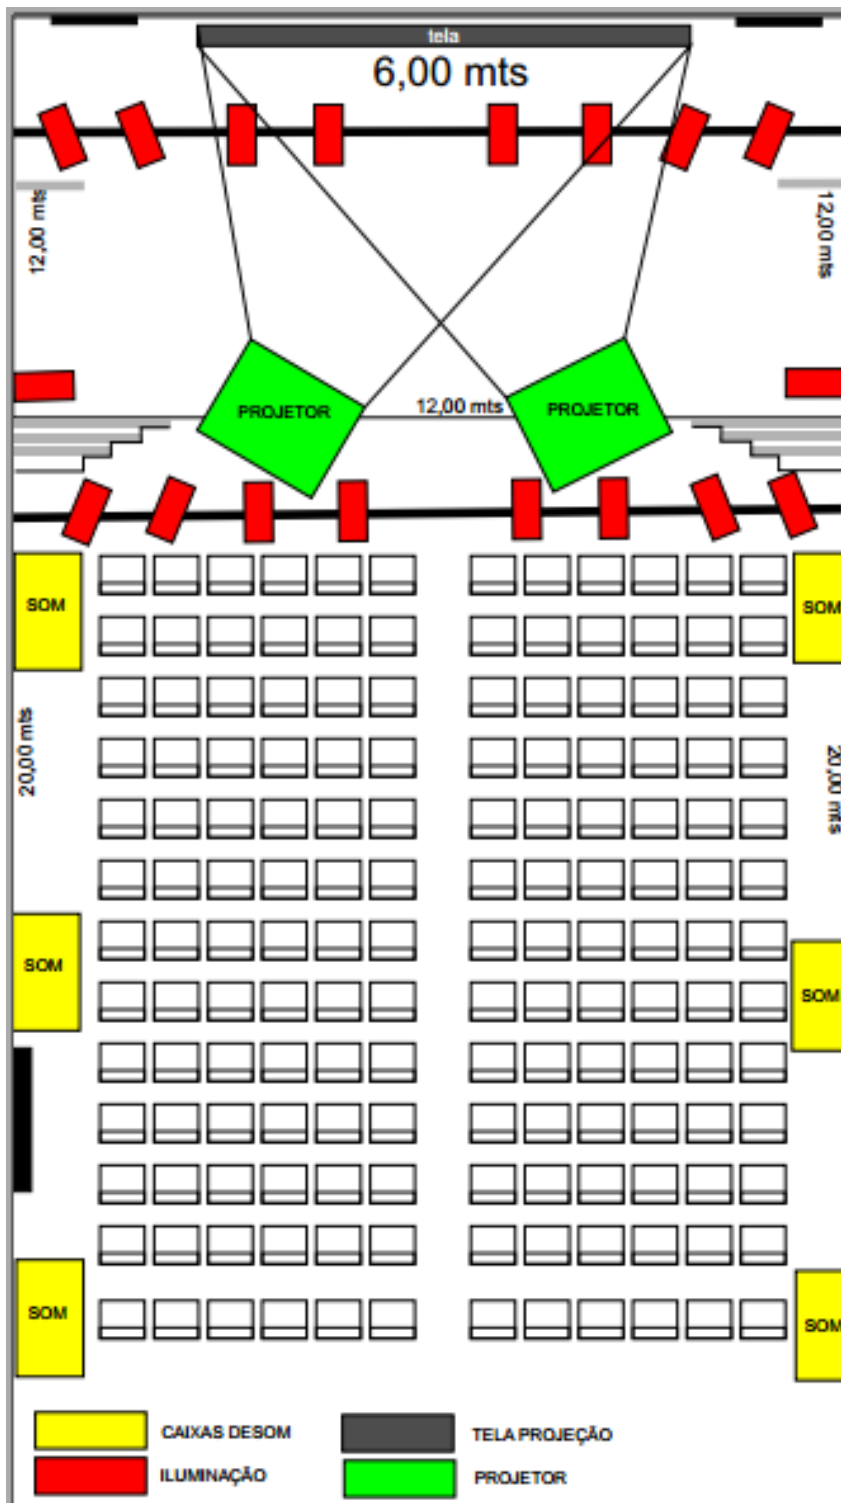 tela
6,00 mts
12,00 mts
12,00 mts
PROJETOR
12,00 mts
PROJETOR
SOM
SOM
20,00 mts
20,00 mts
SOM
SOM
SOM
SOM
CAIXAS DESOM
TELA PROJEÇÃO
ILUMINAÇÃO
PROJETOR